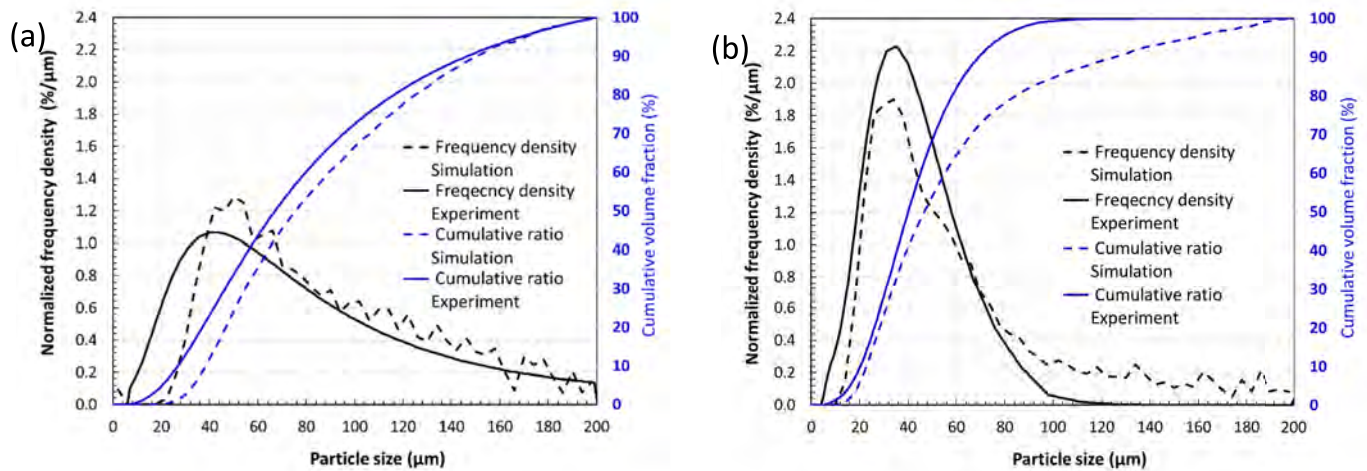 (a)
Normalized frequency density (%/µm)
2.4
2.2
2.0
1.8
1.6
1.4
1.2
1.0
0.8
0.6
0.4
0.2
0.0
0 20 40 60 80 100 120 140 160 180 200
Particle size (µm)
100
90
80
70
60
50
40
30
20
10
0
Cumulative volume fraction (%)
Frequency density
Simulation
Freqecncy density
Experiment
Cumulative ratio
Simulation
Cumulative ratio
Experiment
(b)
Normalized frequency density (%/µm)
2.4
2.2
2.0
1.8
1.6
1.4
1.2
1.0
0.8
0.6
0.4
0.2
0.0
0 20 40 60 80 100 120 140 160 180 200
Particle size (µm)
100
90
80
70
60
50
40
30
20
10
0
Cumulative volume fraction (%)
Frequency density
Simulation
Freqecncy density
Experiment
Cumulative ratio
Simulation
Cumulative ratio
Experiment